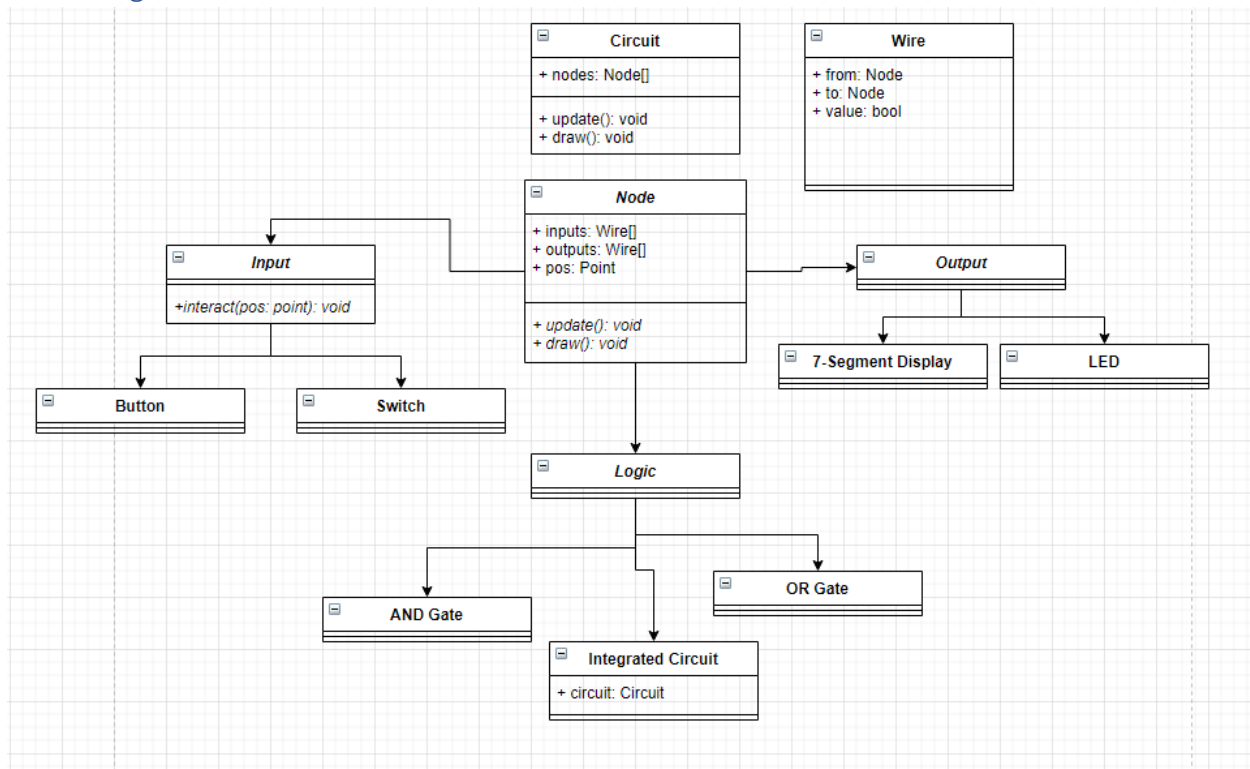 Circuit
+ nodes: Node[]
+ update(): void
+ draw(): void
Wire
+ from: Node
+ to: Node
+ value: bool
Node
+ inputs: Wire[]
+ outputs: Wire[]
+ pos: Point
+ update(): void
+ draw(): void
Input
+interact(pos: point): void
Output
Button
Switch
7-Segment Display
LED
Logic
AND Gate
OR Gate
Integrated Circuit
+ circuit: Circuit